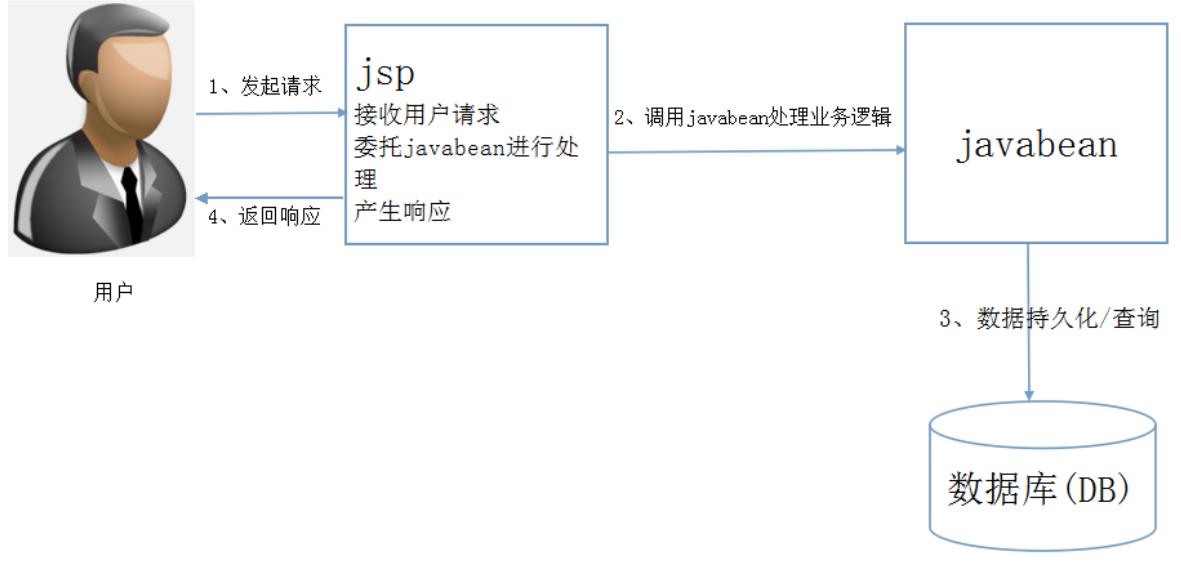 1、发起请求
jsp
接收用户请求
委托javabean进行处
理
产生响应
2、调用javabean处理业务逻辑
javabean
4、返回响应
用户
3、数据持久化/查询
数据库(DB)